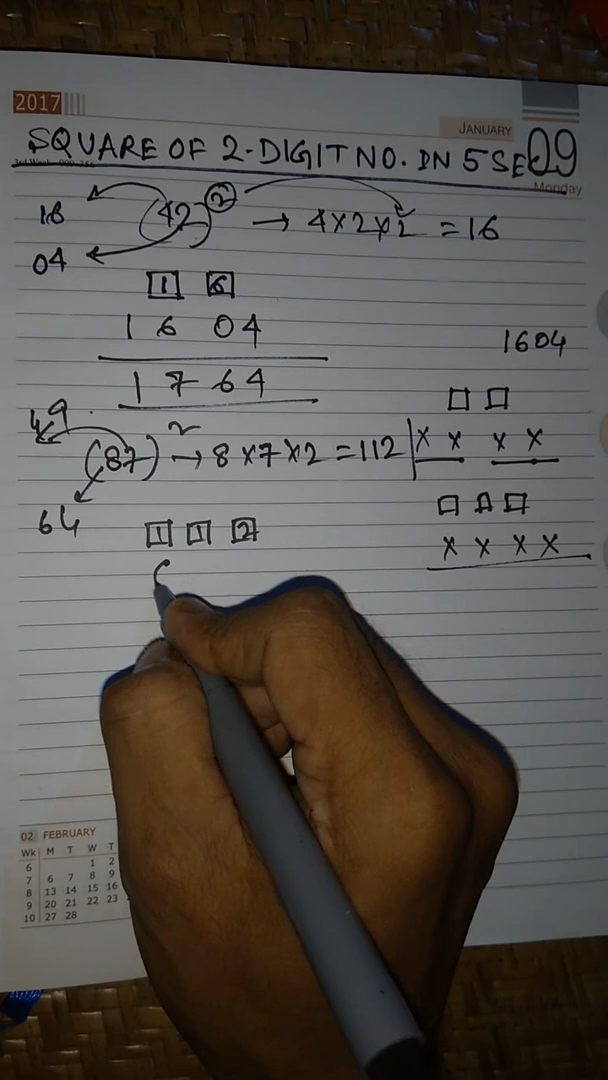 2017
JANUARY
09
Monday
SQUARE OF 2-DIGIT NO. IN 5 SE
(42)² → 4×2×2 = 16
16
04
1 6
1 6 04
1 7 6 4
1604
49
(87)² → 8×7×2 = 112
× × × ×
64
1 1 2
× × × ×
02 FEBRUARY
Wk M T W T
6 1 2
7 6 7 8 9
8 13 14 15 16
9 20 21 22 23
10 27 28